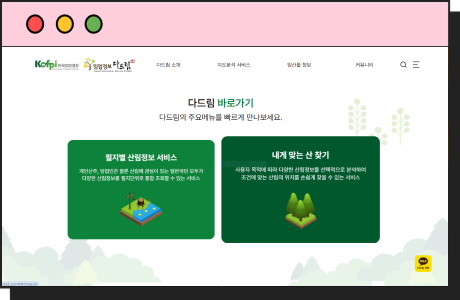 Kofpi 한국임업진흥원 임업정보 다드림 다드림 소개 지도분석 서비스 임산물 정보 커뮤니티
다드림 바로가기
다드림의 주요메뉴를 빠르게 만나보세요.
필지별 산림정보 서비스
개인산주, 임업인은 물론 산림에 관심이 있는 일반국민 모두가
다양한 산림정보를 필지단위로 통합 조회할 수 있는 서비스
내게 맞는 산 찾기
사용자 목적에 따라 다양한 산림정보를 선택적으로 분석하여
조건에 맞는 산림의 위치를 손쉽게 찾을 수 있는 서비스